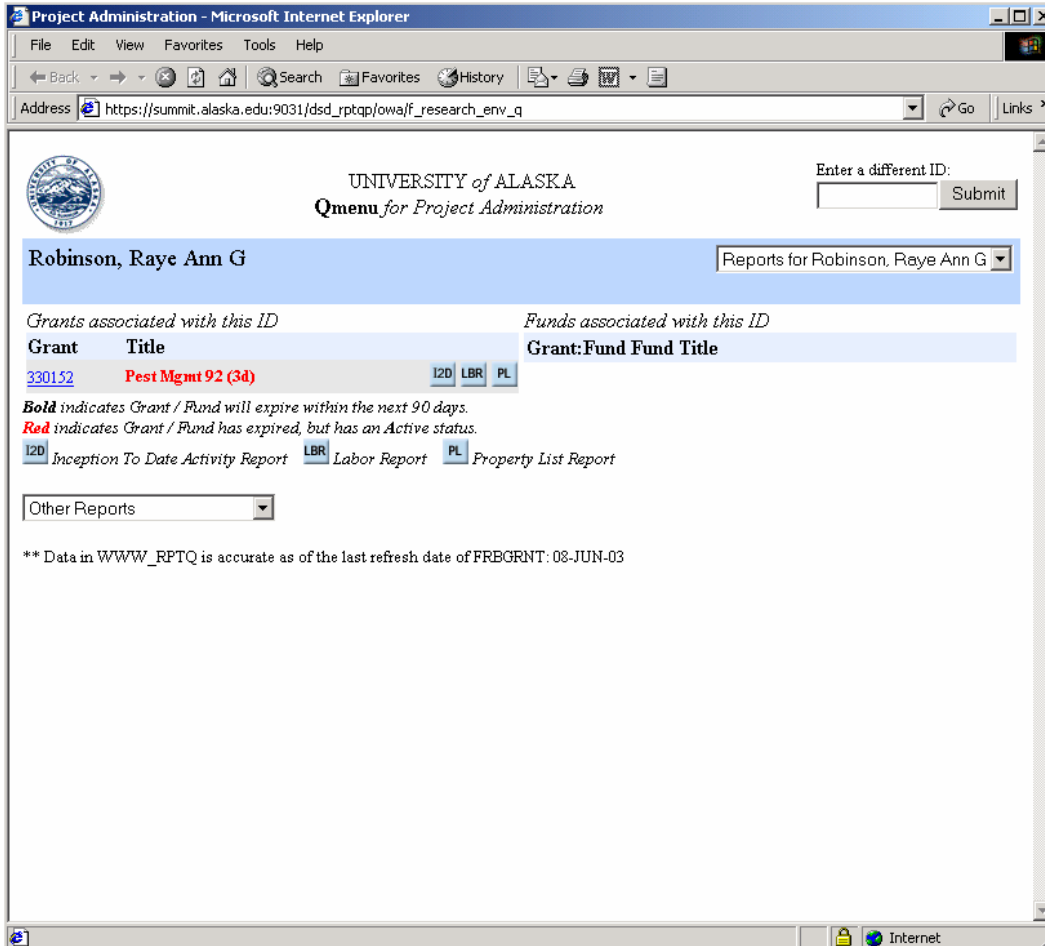 Project Administration - Microsoft Internet Explorer
File Edit View Favorites Tools Help
Back Search Favorites History
Address https://summit.alaska.edu:9031/dsd_rptqp/owa/f_research_env_q Go Links
UNIVERSITY of ALASKA
Qmenu for Project Administration
Enter a different ID:
Submit
Robinson, Raye Ann G
Reports for Robinson, Raye Ann G
Grants associated with this ID
Grant Title
330152 Pest Mgmt 92 (3d) I2D LBR PL
Funds associated with this ID
Grant:Fund Fund Title
Bold indicates Grant / Fund will expire within the next 90 days.
Red indicates Grant / Fund has expired, but has an Active status.
I2D Inception To Date Activity Report LBR Labor Report PL Property List Report
Other Reports
** Data in WWW_RPTQ is accurate as of the last refresh date of FRBGRNT: 08-JUN-03
Internet